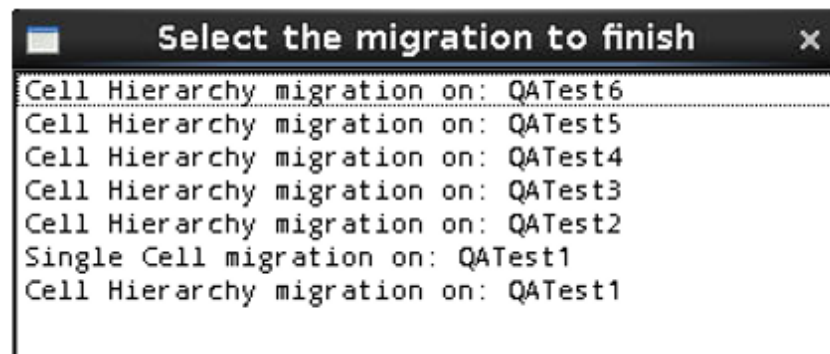 Select the migration to finish
Cell Hierarchy migration on: QATest6
Cell Hierarchy migration on: QATest5
Cell Hierarchy migration on: QATest4
Cell Hierarchy migration on: QATest3
Cell Hierarchy migration on: QATest2
Single Cell migration on: QATest1
Cell Hierarchy migration on: QATest1